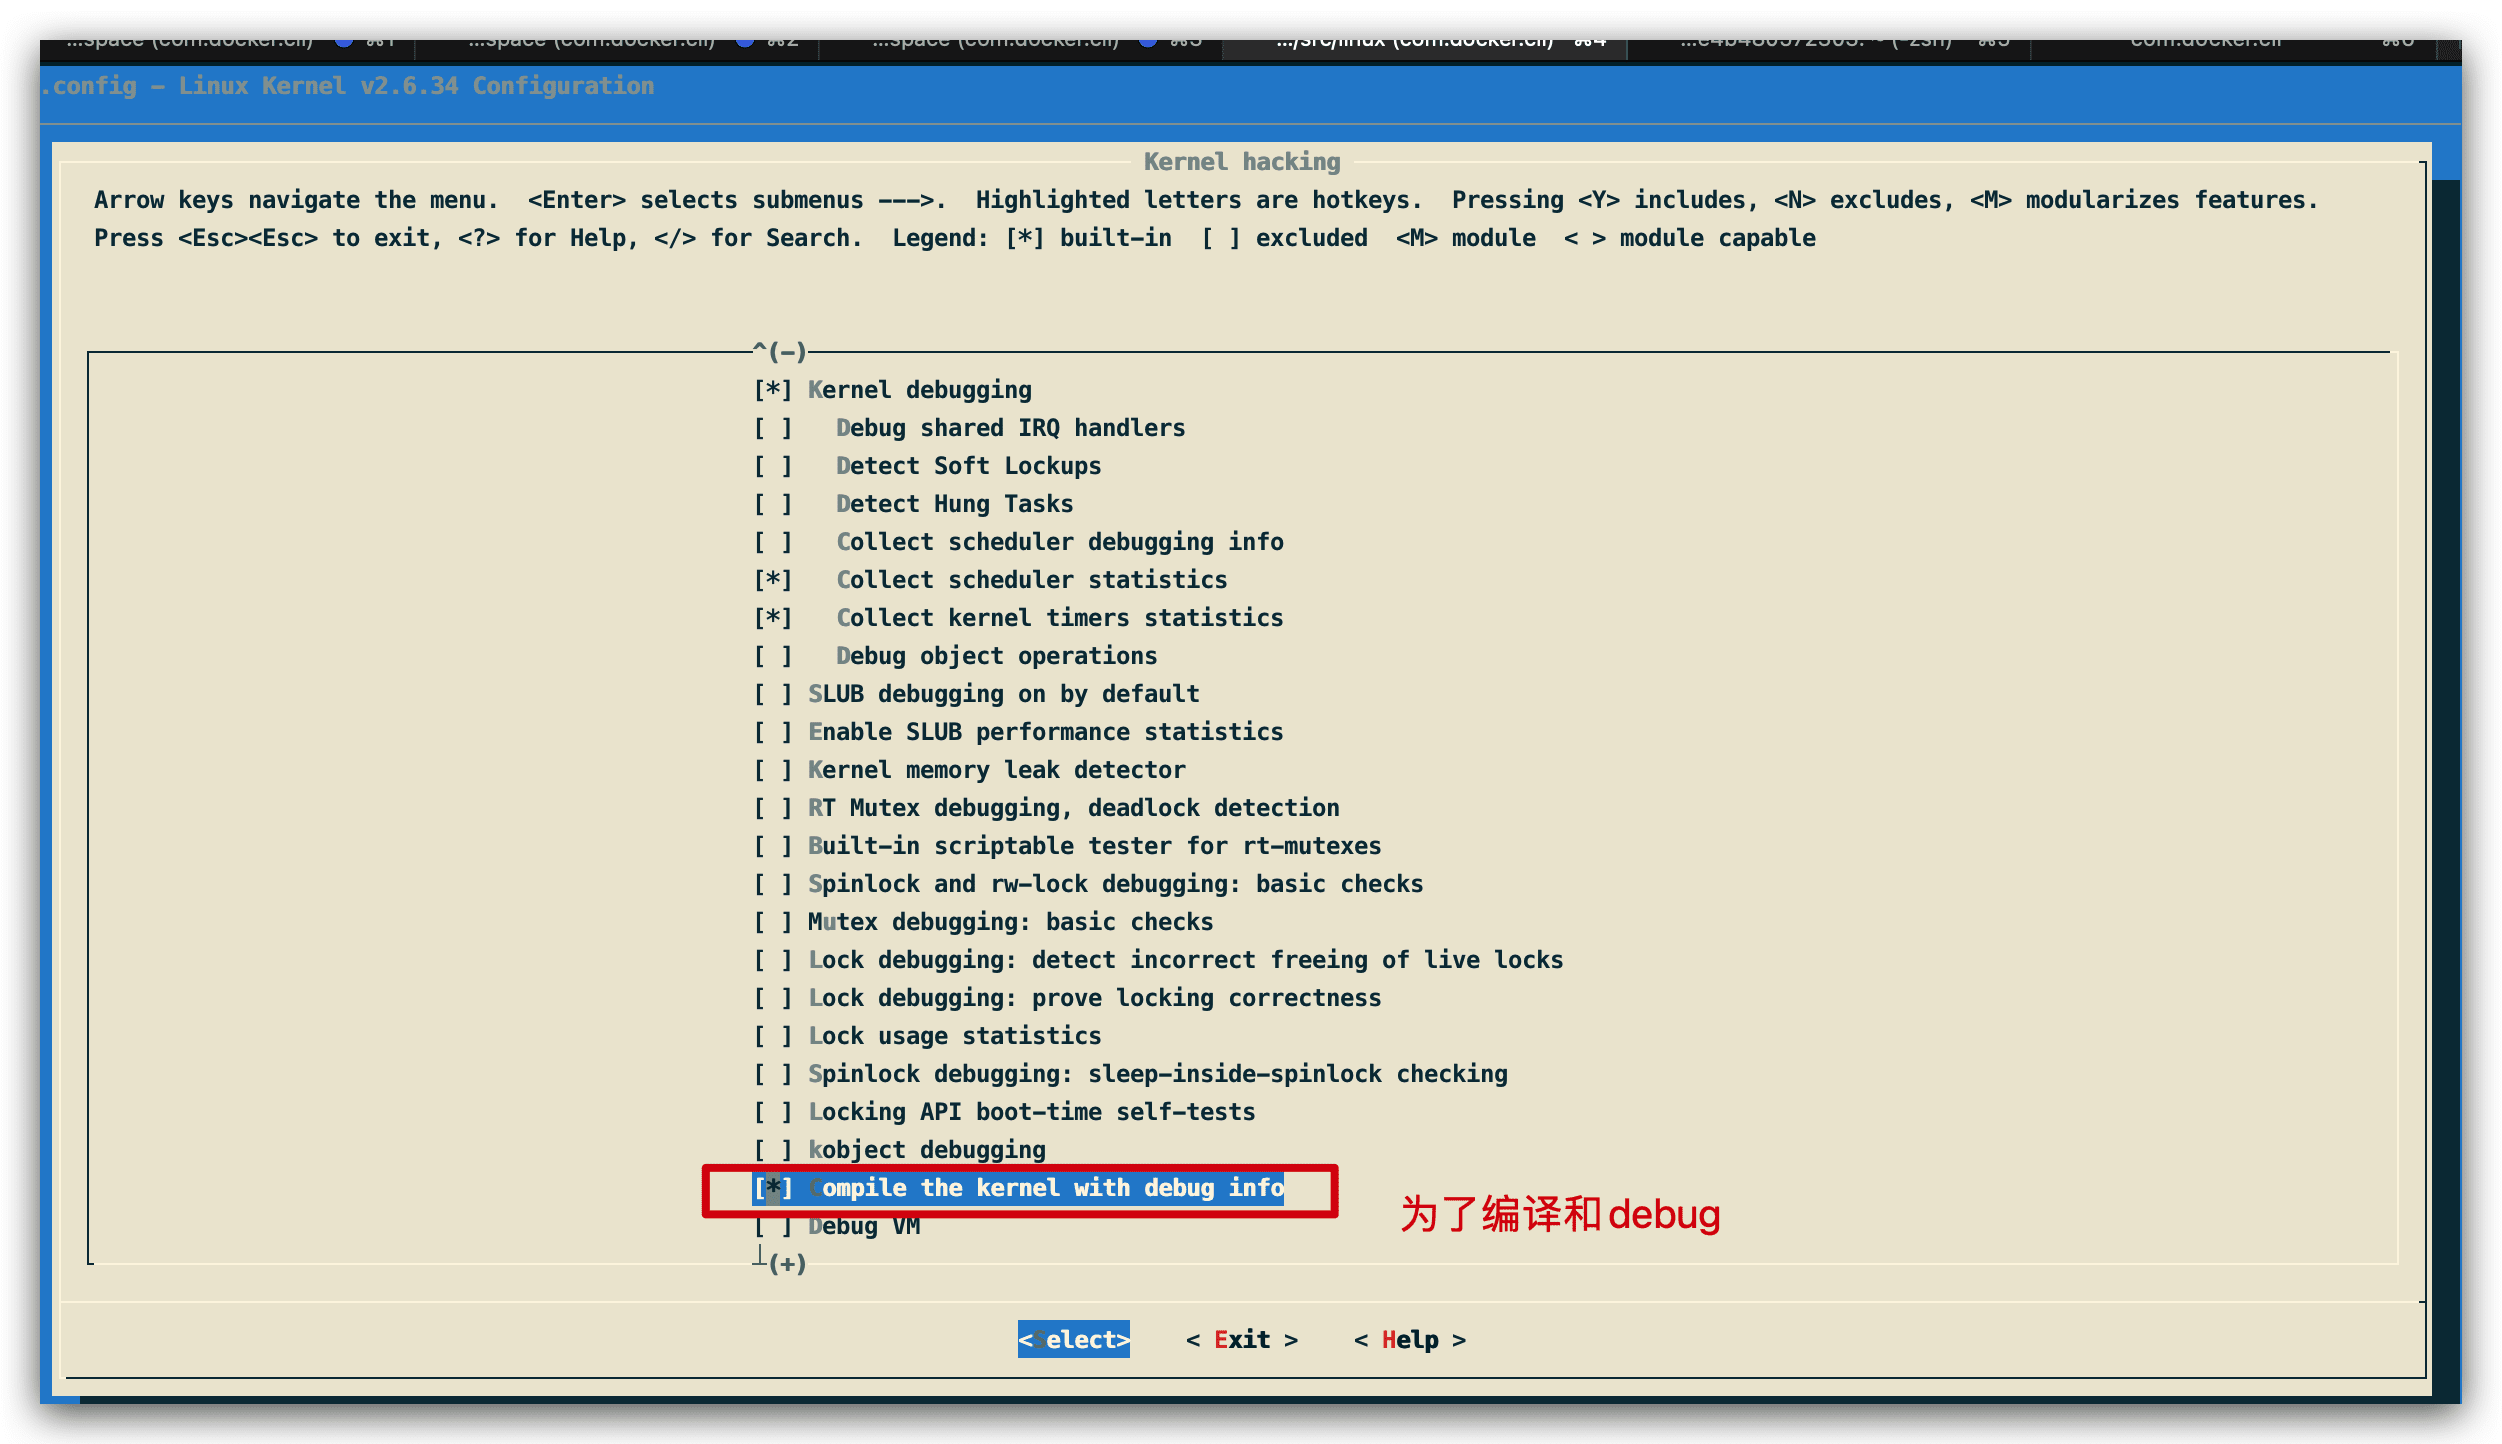 ...space (com.docker.cli) ⌘1 ...space (com.docker.cli) ⌘2 ...space (com.docker.cli) ⌘3 .../src/linux (com.docker.cli) ⌘4 (-zsh) com.docker.cli
.config - Linux Kernel v2.6.34 Configuration
Kernel hacking
Arrow keys navigate the menu.  <Enter> selects submenus --->.  Highlighted letters are hotkeys.  Pressing <Y> includes, <N> excludes, <M> modularizes features.
Press <Esc><Esc> to exit, <?> for Help, </> for Search.  Legend: [*] built-in  [ ] excluded  <M> module  < > module capable
^(-)
[*] Kernel debugging
[ ]   Debug shared IRQ handlers
[ ]   Detect Soft Lockups
[ ]   Detect Hung Tasks
[ ]   Collect scheduler debugging info
[*]   Collect scheduler statistics
[*]   Collect kernel timers statistics
[ ]   Debug object operations
[ ] SLUB debugging on by default
[ ] Enable SLUB performance statistics
[ ] Kernel memory leak detector
[ ] RT Mutex debugging, deadlock detection
[ ] Built-in scriptable tester for rt-mutexes
[ ] Spinlock and rw-lock debugging: basic checks
[ ] Mutex debugging: basic checks
[ ] Lock debugging: detect incorrect freeing of live locks
[ ] Lock debugging: prove locking correctness
[ ] Lock usage statistics
[ ] Spinlock debugging: sleep-inside-spinlock checking
[ ] Locking API boot-time self-tests
[ ] kobject debugging
[*] Compile the kernel with debug info
为了编译和debug
[ ] Debug VM
┴(+)
<Select>    < Exit >    < Help >